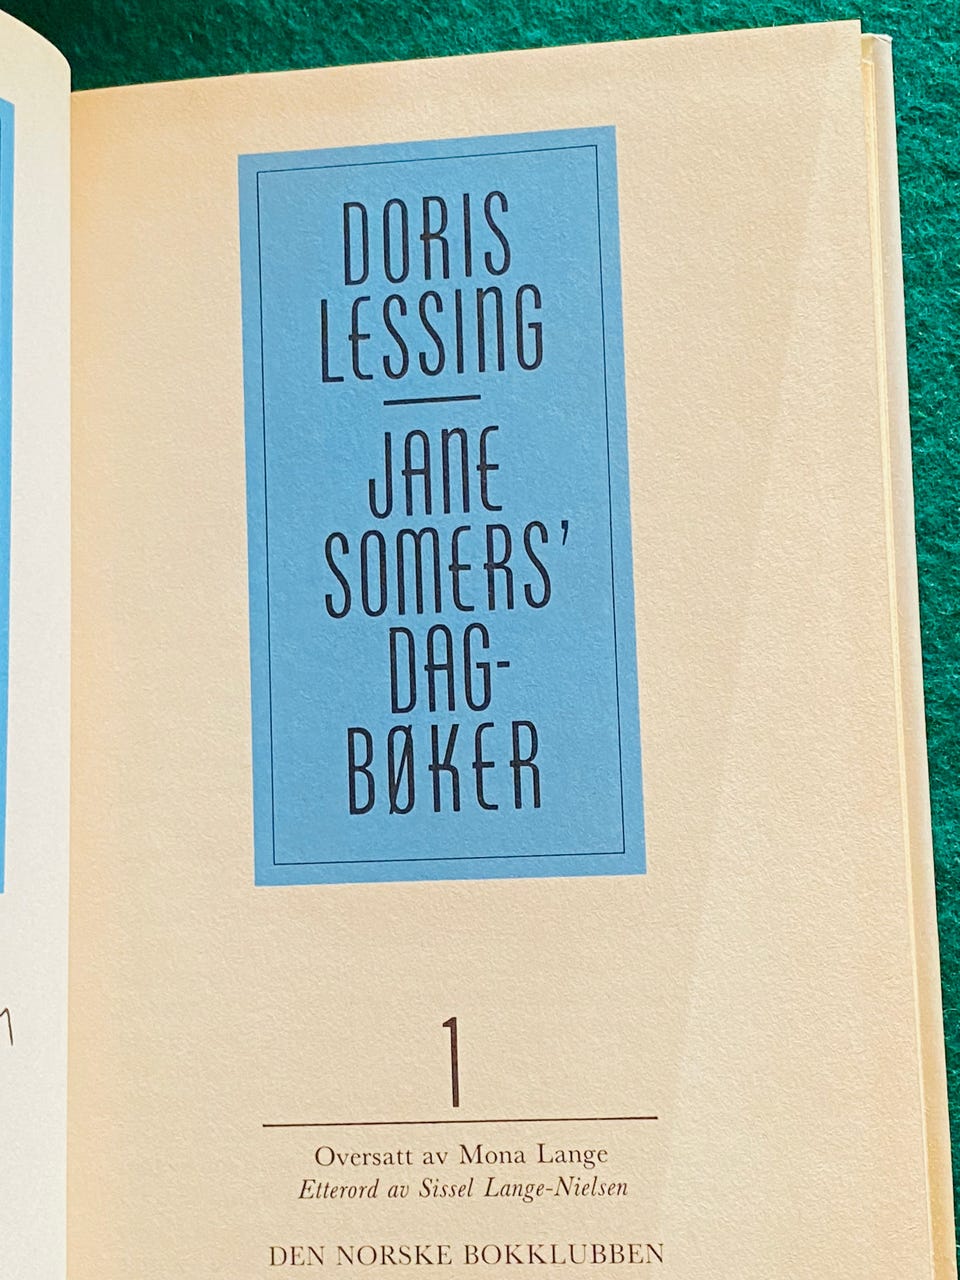 DORIS
LESSING
JANE
SOMERS'
DAG-
BØKER
1
Oversatt av Mona Lange
Etterord av Sissel Lange-Nielsen
DEN NORSKE BOKKLUBBEN